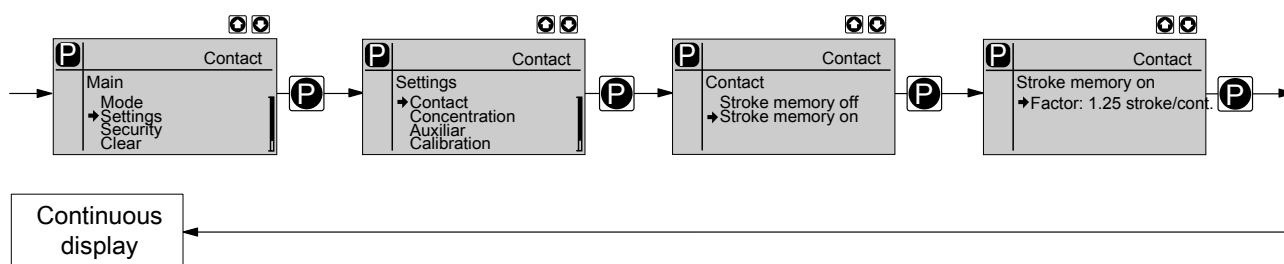 P Contact
Main
Mode
Settings
Security
Clear
P
P Contact
Settings
Contact
Concentration
Auxiliar
Calibration
P
P Contact
Contact
Stroke memory off
Stroke memory on
P
P Contact
Stroke memory on
Factor: 1.25 stroke/cont.
P
Continuous
display